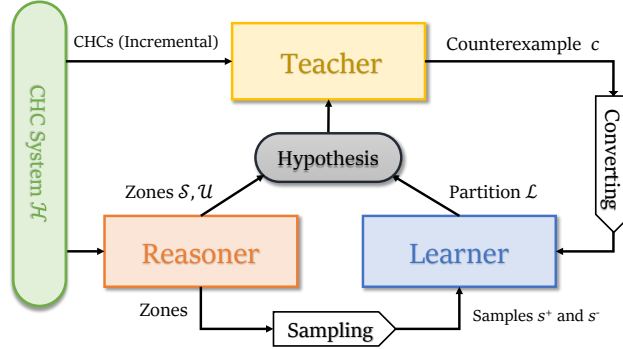 CHC System ℋ
CHCs (Incremental)
Teacher
Counterexample c
Converting
Hypothesis
Zones 𝒮, 𝒰
Partition ℒ
Reasoner
Learner
Zones
Sampling
Samples s⁺ and s⁻